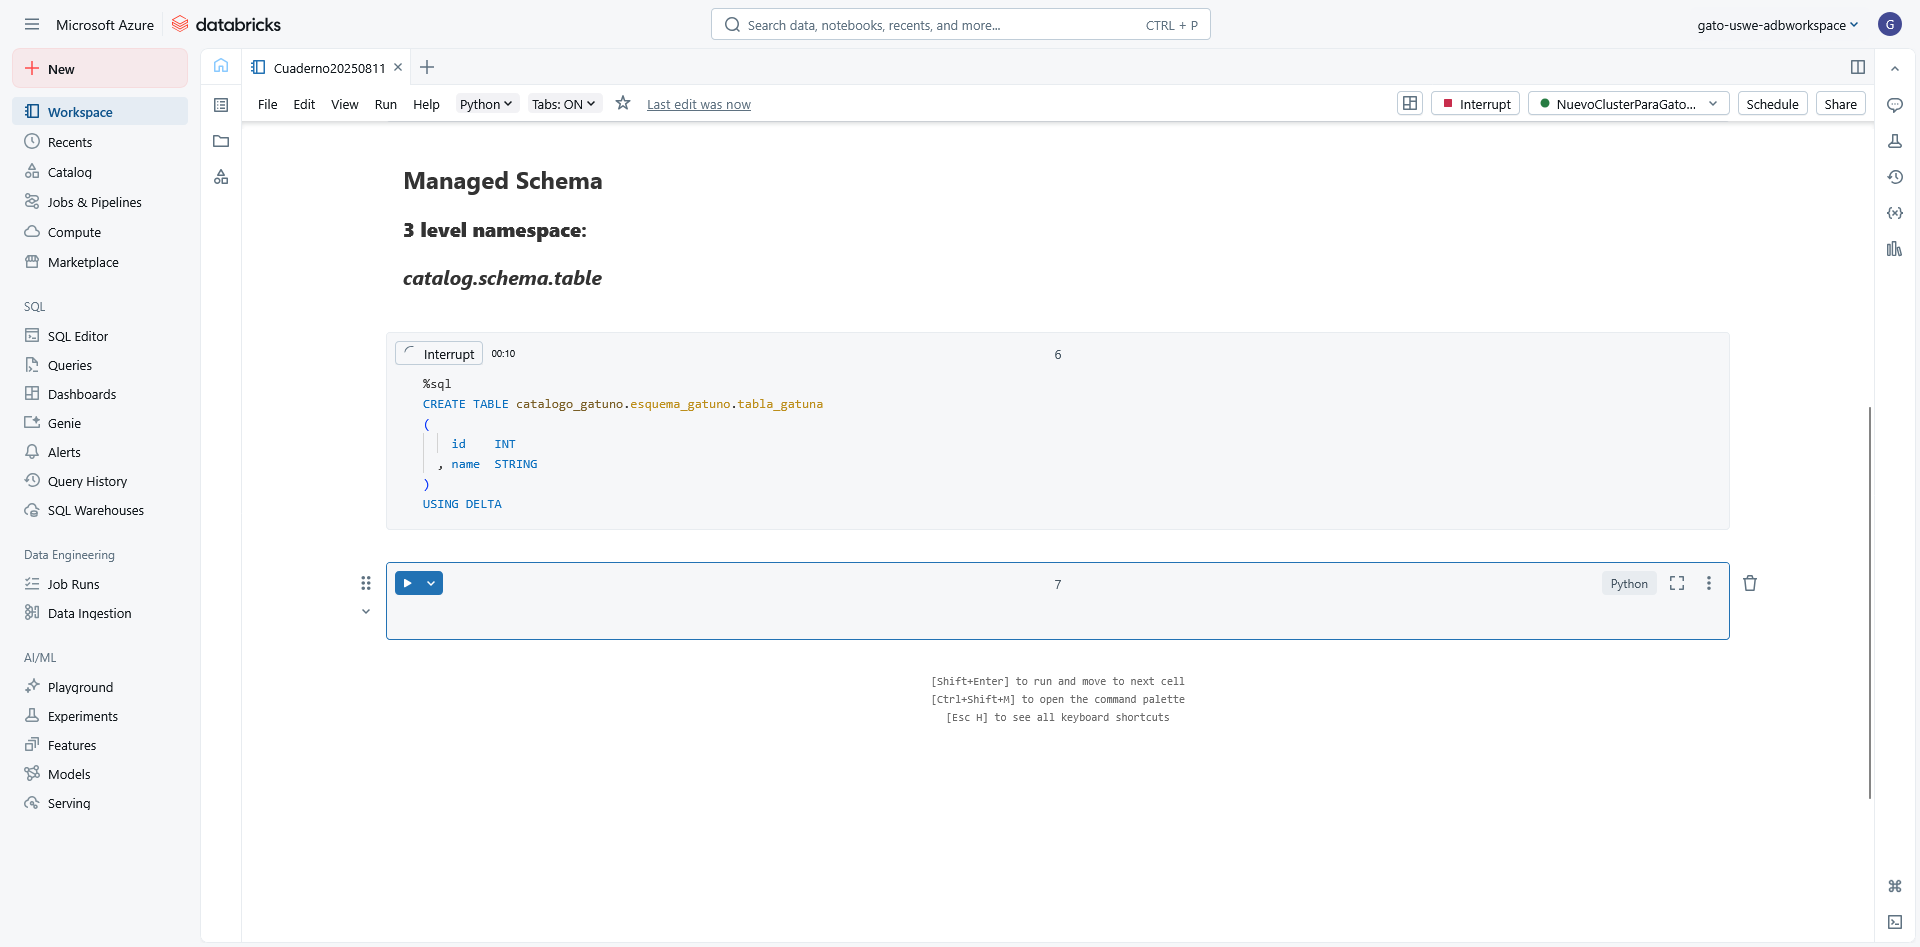 Microsoft Azure
databricks
Search data, notebooks, recents, and more...
CTRL + P
gato-uswe-adbworkspace
G
New
Workspace
Recents
Catalog
Jobs & Pipelines
Compute
Marketplace
SQL
SQL Editor
Queries
Dashboards
Genie
Alerts
Query History
SQL Warehouses
Data Engineering
Job Runs
Data Ingestion
AI/ML
Playground
Experiments
Features
Models
Serving
Cuaderno20250811
File Edit View Run Help Python Tabs: ON Last edit was now
Interrupt NuevoClusterParaGato... Schedule Share
Managed Schema
3 level namespace:
catalog.schema.table
Interrupt 00:10 6
%sql
CREATE TABLE catalogo_gatuno.esquema_gatuno.tabla_gatuna
(
id INT
, name STRING
)
USING DELTA
7
Python
[Shift+Enter] to run and move to next cell
[Ctrl+Shift+M] to open the command palette
[Esc H] to see all keyboard shortcuts